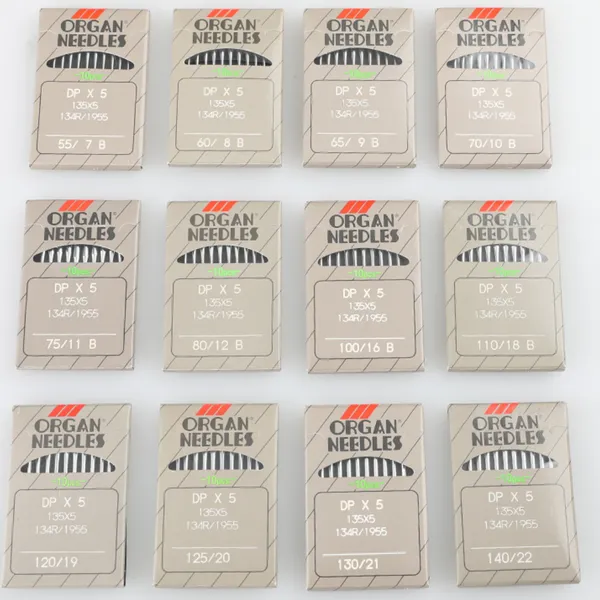 ORGAN
NEEDLES
DP X 5
135X5
134R/1955
55/ 7 B
ORGAN
NEEDLES
DP X 5
135X5
134R/1955
60/ 8 B
ORGAN
NEEDLES
DP X 5
135X5
134R/1955
65/ 9 B
ORGAN
NEEDLES
DP X 5
135X5
134R/1955
70/10 B
ORGAN
NEEDLES
DP X 5
135X5
134R/1955
75/11 B
ORGAN
NEEDLES
DP X 5
135X5
134R/1955
80/12 B
ORGAN
NEEDLES
DP X 5
135X5
134R/1955
100/16 B
ORGAN
NEEDLES
DP X 5
135X5
134R/1955
110/18 B
ORGAN
NEEDLES
DP X 5
135X5
134R/1955
120/19
ORGAN
NEEDLES
DP X 5
135X5
134R/1955
125/20
ORGAN
NEEDLES
DP X 5
135X5
134R/1955
130/21
ORGAN
NEEDLES
DP X 5
135X5
134R/1955
140/22